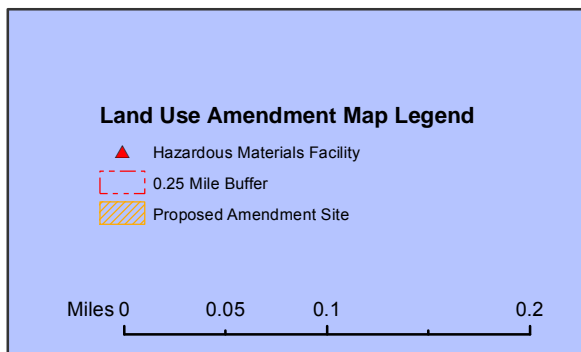 Land Use Amendment Map Legend
Hazardous Materials Facility
0.25 Mile Buffer
Proposed Amendment Site
Miles 0 0.05 0.1 0.2